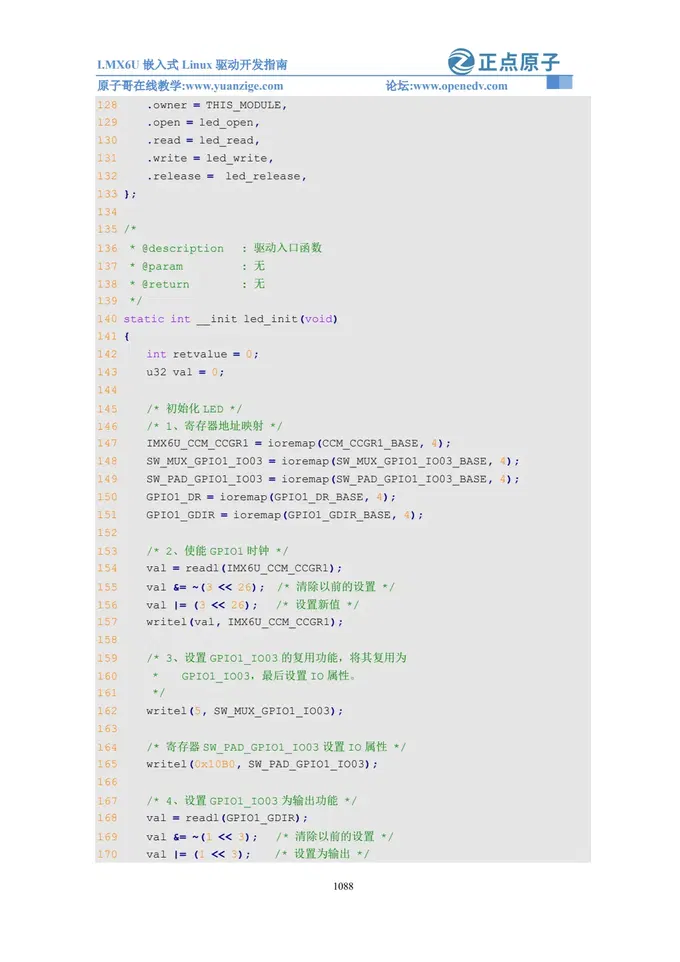 I.MX6U 嵌入式 Linux 驱动开发指南
正点原子
原子哥在线教学:www.yuanzige.com 论坛:www.openedv.com
128 .owner = THIS_MODULE,
129 .open = led_open,
130 .read = led_read,
131 .write = led_write,
132 .release = led_release,
133 };
134
135 /*
136 * @description : 驱动入口函数
137 * @param : 无
138 * @return : 无
139 */
140 static int __init led_init(void)
141 {
142 int retvalue = 0;
143 u32 val = 0;
144
145 /* 初始化 LED */
146 /* 1、寄存器地址映射 */
147 IMX6U_CCM_CCGR1 = ioremap(CCM_CCGR1_BASE, 4);
148 SW_MUX_GPIO1_IO03 = ioremap(SW_MUX_GPIO1_IO03_BASE, 4);
149 SW_PAD_GPIO1_IO03 = ioremap(SW_PAD_GPIO1_IO03_BASE, 4);
150 GPIO1_DR = ioremap(GPIO1_DR_BASE, 4);
151 GPIO1_GDIR = ioremap(GPIO1_GDIR_BASE, 4);
152
153 /* 2、使能 GPIO1 时钟 */
154 val = readl(IMX6U_CCM_CCGR1);
155 val &= ~(3 << 26); /* 清除以前的设置 */
156 val |= (3 << 26); /* 设置新值 */
157 writel(val, IMX6U_CCM_CCGR1);
158
159 /* 3、设置 GPIO1_IO03 的复用功能，将其复用为
160 * GPIO1_IO03，最后设置 IO 属性。
161 */
162 writel(5, SW_MUX_GPIO1_IO03);
163
164 /* 寄存器 SW_PAD_GPIO1_IO03 设置 IO 属性 */
165 writel(0x10B0, SW_PAD_GPIO1_IO03);
166
167 /* 4、设置 GPIO1_IO03 为输出功能 */
168 val = readl(GPIO1_GDIR);
169 val &= ~(1 << 3); /* 清除以前的设置 */
170 val |= (1 << 3); /* 设置为输出 */
1088